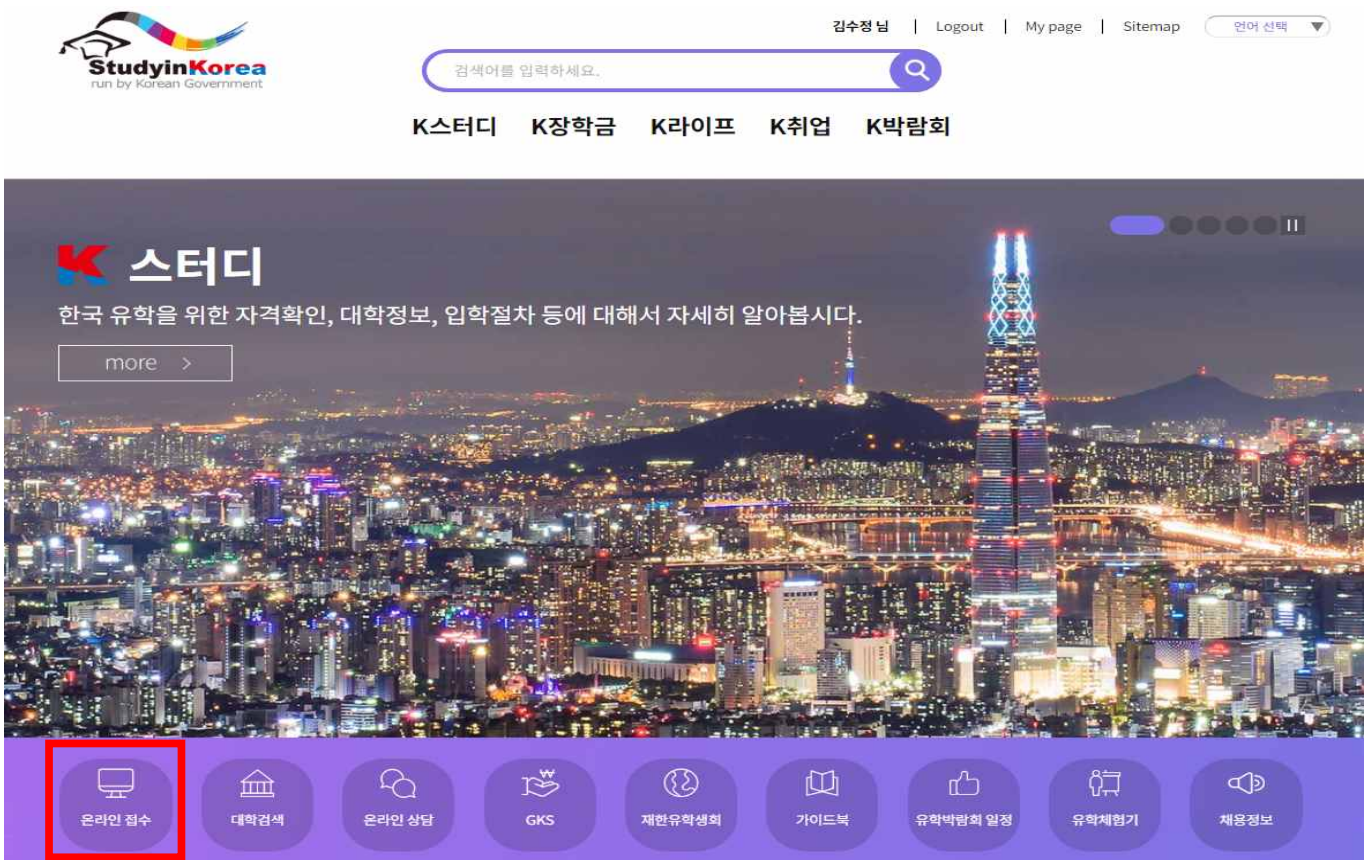 김수정 님 | Logout | My page | Sitemap 언어 선택 ▼
StudyinKorea
run by Korean Government
검색어를 입력하세요.
K스터디 K장학금 K라이프 K취업 K박람회
K 스터디
한국 유학을 위한 자격확인, 대학정보, 입학절차 등에 대해서 자세히 알아봅시다.
more >
온라인 접수 대학검색 온라인 상담 GKS 재한유학생회 가이드북 유학박람회 일정 유학체험기 채용정보